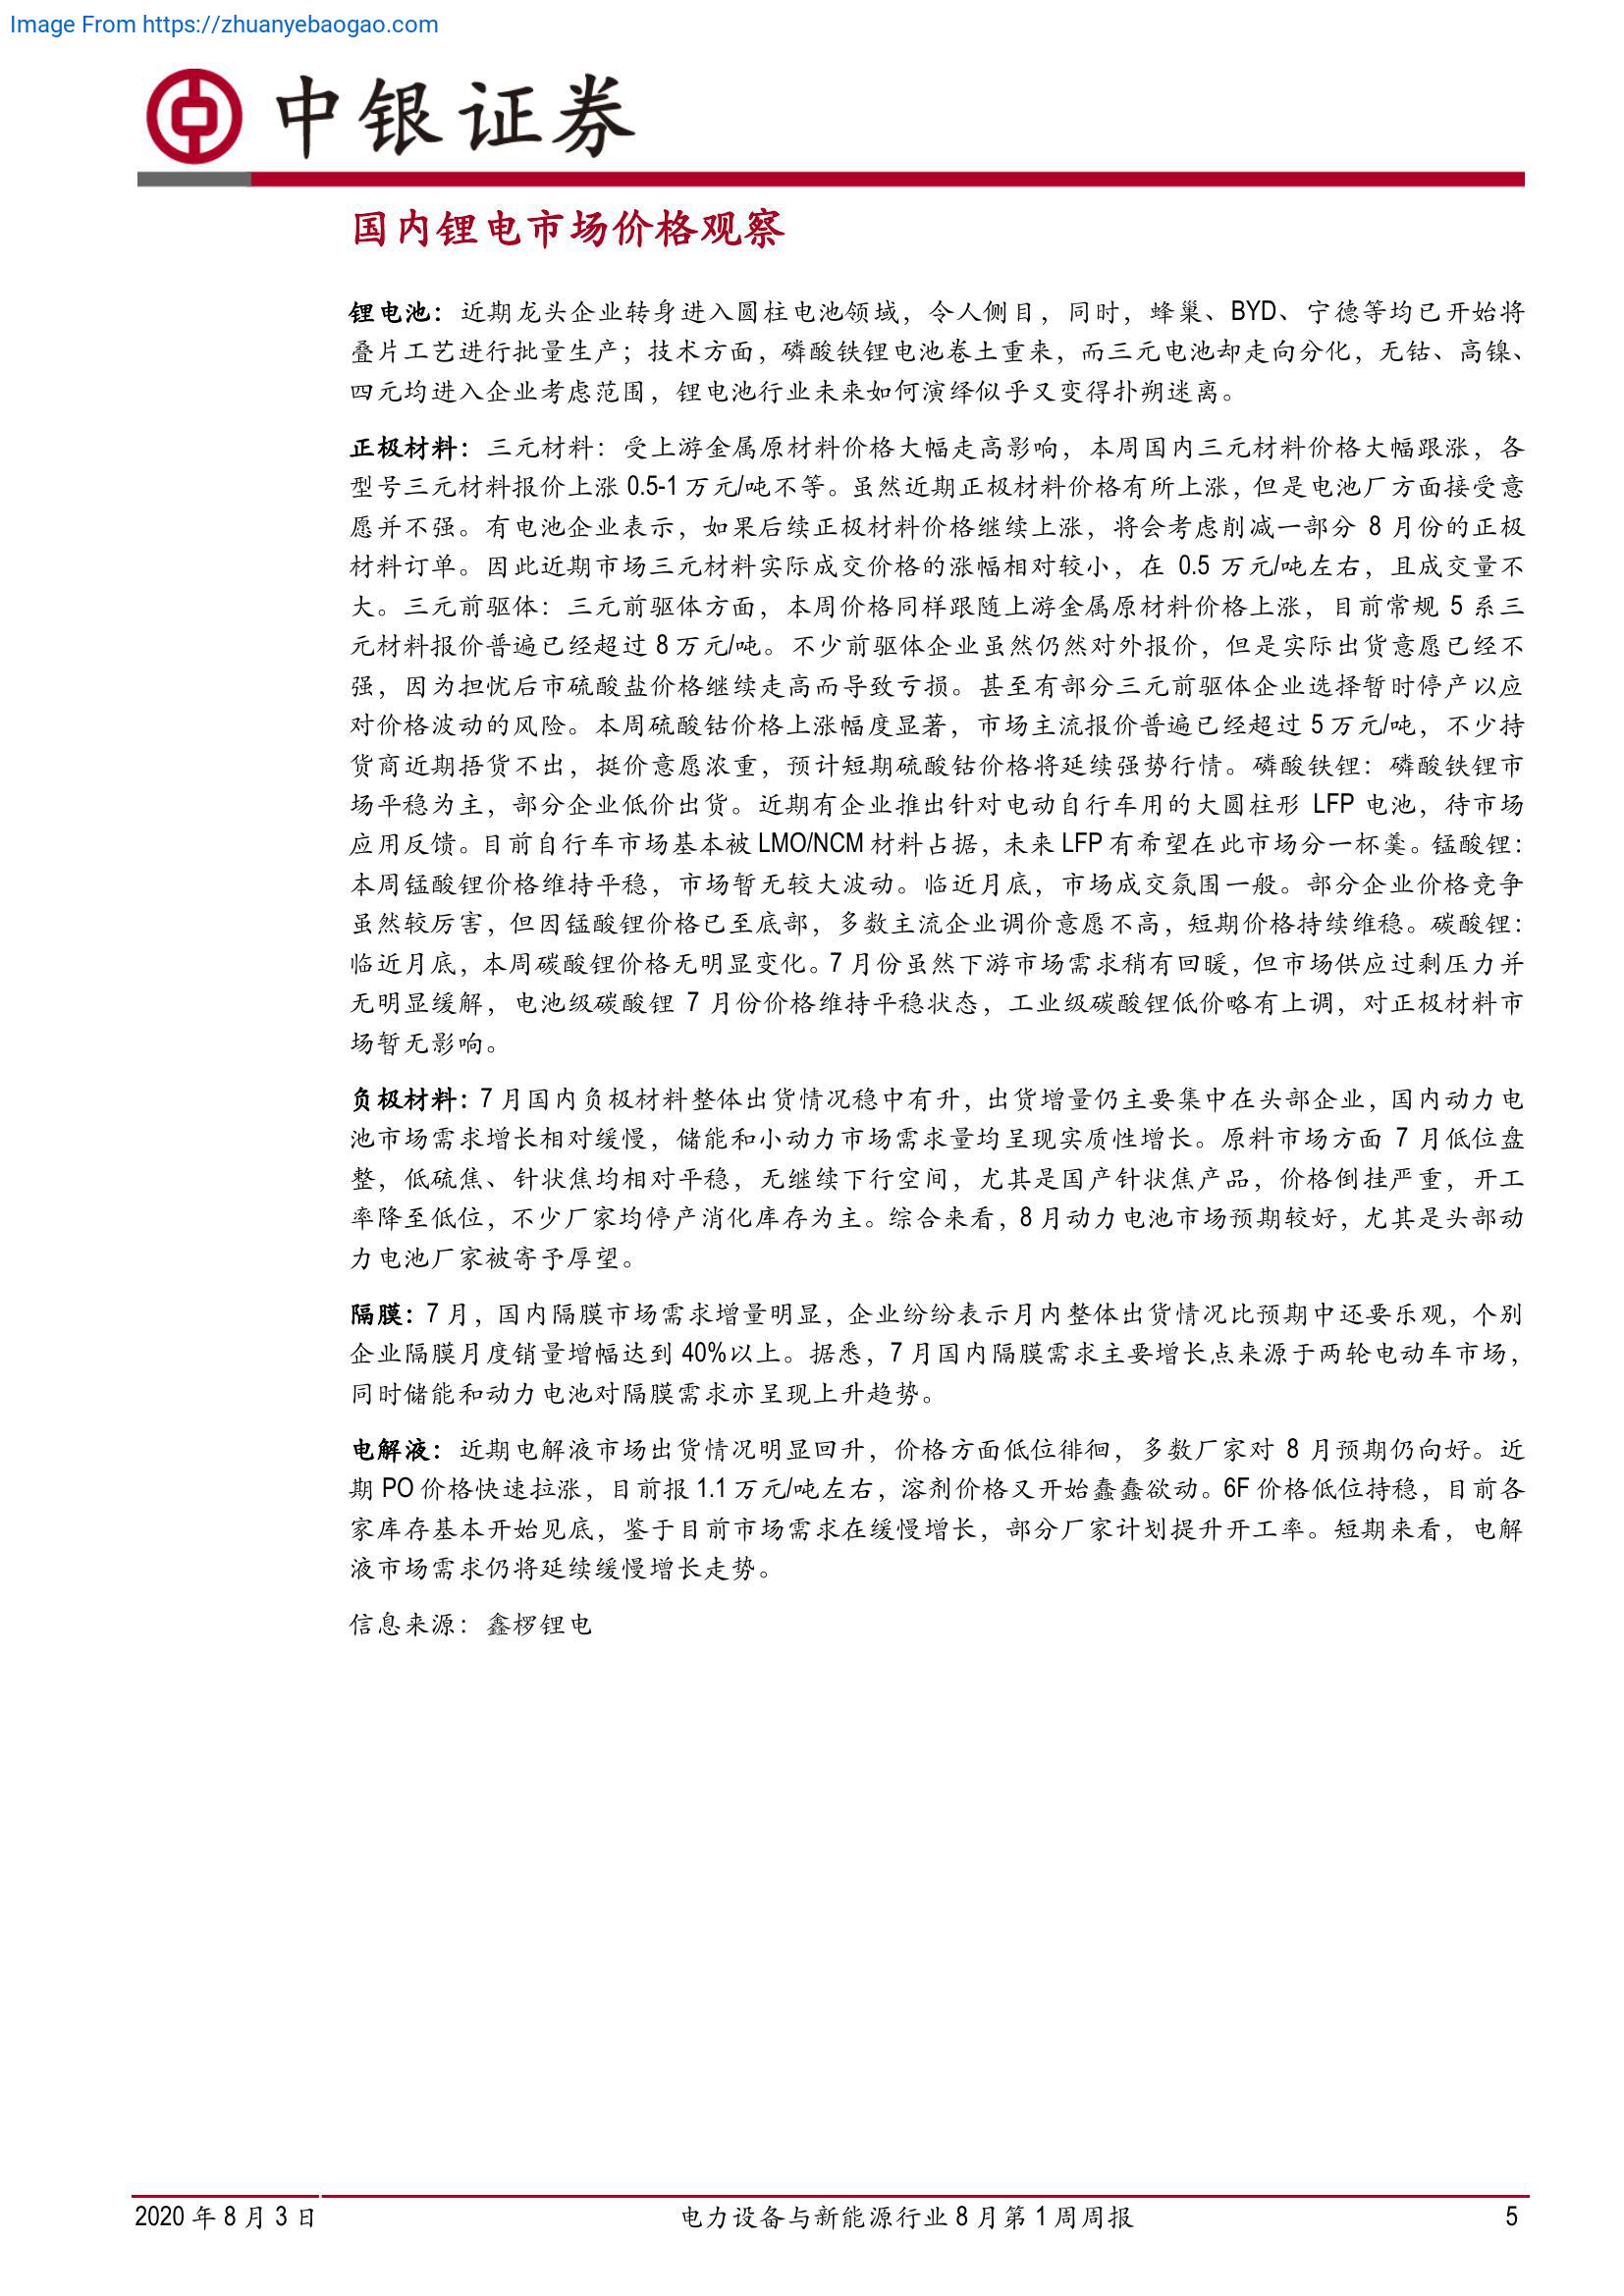 Image From https://zhuanyebaogao.com
中银证券
国内锂电市场价格观察
锂电池：近期龙头企业转身进入圆柱电池领域，令人侧目，同时，蜂巢、BYD、宁德等均已开始将
叠片工艺进行批量生产；技术方面，磷酸铁锂电池卷土重来，而三元电池却走向分化，无钴、高镍、
四元均进入企业考虑范围，锂电池行业未来如何演绎似乎又变得扑朔迷离。
正极材料：三元材料：受上游金属原材料价格大幅走高影响，本周国内三元材料价格大幅跟涨，各
型号三元材料报价上涨 0.5-1 万元/吨不等。虽然近期正极材料价格有所上涨，但是电池厂方面接受意
愿并不强。有电池企业表示，如果后续正极材料价格继续上涨，将会考虑削减一部分 8 月份的正极
材料订单。因此近期市场三元材料实际成交价格的涨幅相对较小，在 0.5 万元/吨左右，且成交量不
大。三元前驱体：三元前驱体方面，本周价格同样跟随上游金属原材料价格上涨，目前常规 5 系三
元材料报价普遍已经超过 8 万元/吨。不少前驱体企业虽然仍然对外报价，但是实际出货意愿已经不
强，因为担忧后市硫酸盐价格继续走高而导致亏损。甚至有部分三元前驱体企业选择暂时停产以应
对价格波动的风险。本周硫酸钴价格上涨幅度显著，市场主流报价普遍已经超过 5 万元/吨，不少持
货商近期捂货不出，挺价意愿浓重，预计短期硫酸钴价格将延续强势行情。磷酸铁锂：磷酸铁锂市
场平稳为主，部分企业低价出货。近期有企业推出针对电动自行车用的大圆柱形 LFP 电池，待市场
应用反馈。目前自行车市场基本被 LMO/NCM 材料占据，未来 LFP 有希望在此市场分一杯羹。锰酸锂：
本周锰酸锂价格维持平稳，市场暂无较大波动。临近月底，市场成交氛围一般。部分企业价格竞争
虽然较厉害，但因锰酸锂价格已至底部，多数主流企业调价意愿不高，短期价格持续维稳。碳酸锂：
临近月底，本周碳酸锂价格无明显变化。7 月份虽然下游市场需求稍有回暖，但市场供应过剩压力并
无明显缓解，电池级碳酸锂 7 月份价格维持平稳状态，工业级碳酸锂低价略有上调，对正极材料市
场暂无影响。
负极材料：7 月国内负极材料整体出货情况稳中有升，出货增量仍主要集中在头部企业，国内动力电
池市场需求增长相对缓慢，储能和小动力市场需求量均呈现实质性增长。原料市场方面 7 月低位盘
整，低硫焦、针状焦均相对平稳，无继续下行空间，尤其是国产针状焦产品，价格倒挂严重，开工
率降至低位，不少厂家均停产消化库存为主。综合来看，8 月动力电池市场预期较好，尤其是头部动
力电池厂家被寄予厚望。
隔膜：7 月，国内隔膜市场需求增量明显，企业纷纷表示月内整体出货情况比预期中还要乐观，个别
企业隔膜月度销量增幅达到 40%以上。据悉，7 月国内隔膜需求主要增长点来源于两轮电动车市场，
同时储能和动力电池对隔膜需求亦呈现上升趋势。
电解液：近期电解液市场出货情况明显回升，价格方面低位徘徊，多数厂家对 8 月预期仍向好。近
期 PO 价格快速拉涨，目前报 1.1 万元/吨左右，溶剂价格又开始蠢蠢欲动。6F 价格低位持稳，目前各
家库存基本开始见底，鉴于目前市场需求在缓慢增长，部分厂家计划提升开工率。短期来看，电解
液市场需求仍将延续缓慢增长走势。
信息来源：鑫椤锂电
2020 年 8 月 3 日 电力设备与新能源行业 8 月第 1 周周报 5